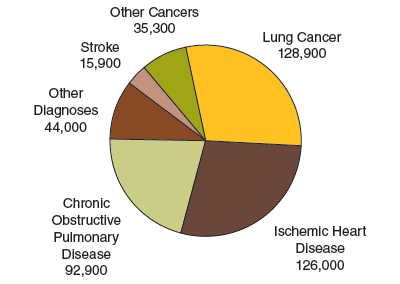 Other Cancers
35,300
Lung Cancer
128,900
Stroke
15,900
Other
Diagnoses
44,000
Chronic
Obstructive
Pulmonary
Disease
92,900
Ischemic Heart
Disease
126,000